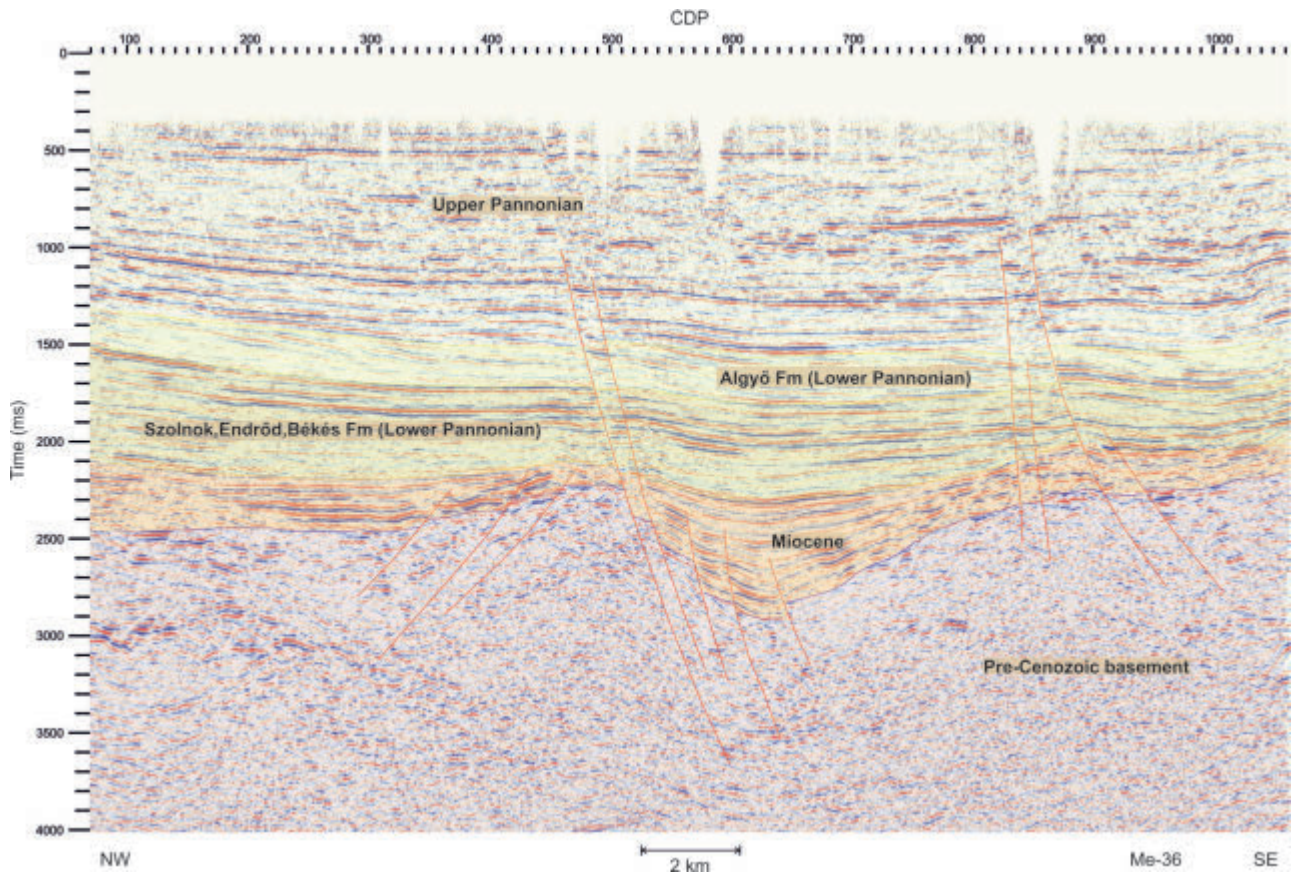 CDP
100 200 300 400 500 600 700 800 900 1000
0
500
Upper Pannonian
1000
1500
Algyő Fm (Lower Pannonian)
Szolnok,Endrőd,Békés Fm (Lower Pannonian)
2000
Time (ms)
2500
Miocene
3000
Pre-Cenozoic basement
3500
4000
NW
2 km
Me-36
SE